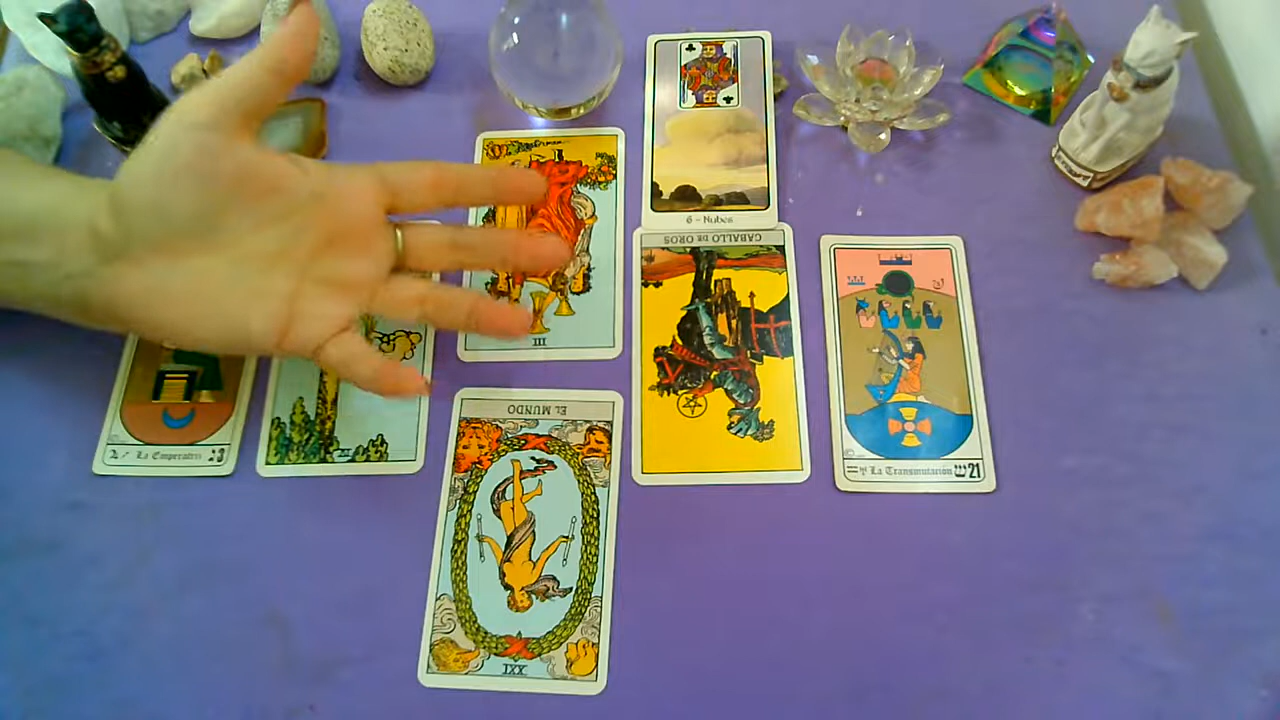 6 - Nubes
CABALLO DE OROS
III
La Emperatriz 3
EL MUNDO
XXI
La Transmutación 21